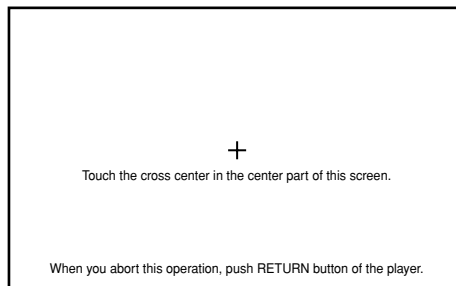 Touch the cross center in the center part of this screen.
When you abort this operation, push RETURN button of the player.